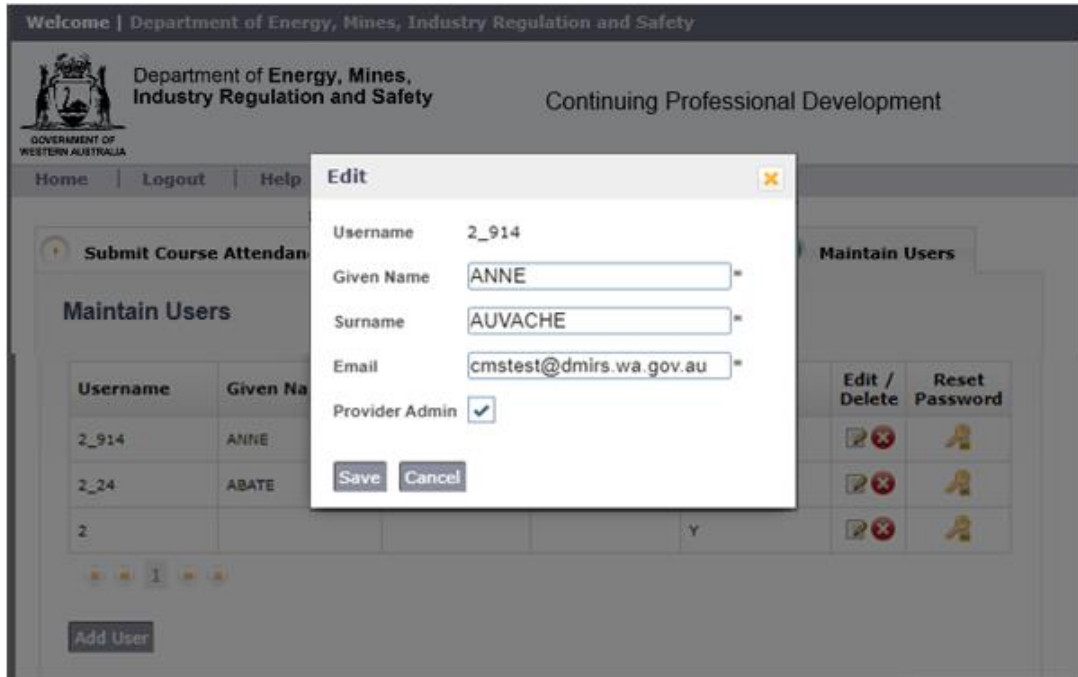 Welcome | Department of Energy, Mines, Industry Regulation and Safety
Department of Energy, Mines,
Industry Regulation and Safety
Continuing Professional Development
GOVERNMENT OF
WESTERN AUSTRALIA
Home | Logout | Help
Edit
Submit Course Attendan
Maintain Users
Maintain Users
Username 2_914
Given Name ANNE *
Surname AUVACHE *
Email cmstest@dmirs.wa.gov.au *
Provider Admin
Save Cancel
Username Given Na Edit / Delete Reset Password
2_914 ANNE
2_24 ABATE
2 Y
1
Add User